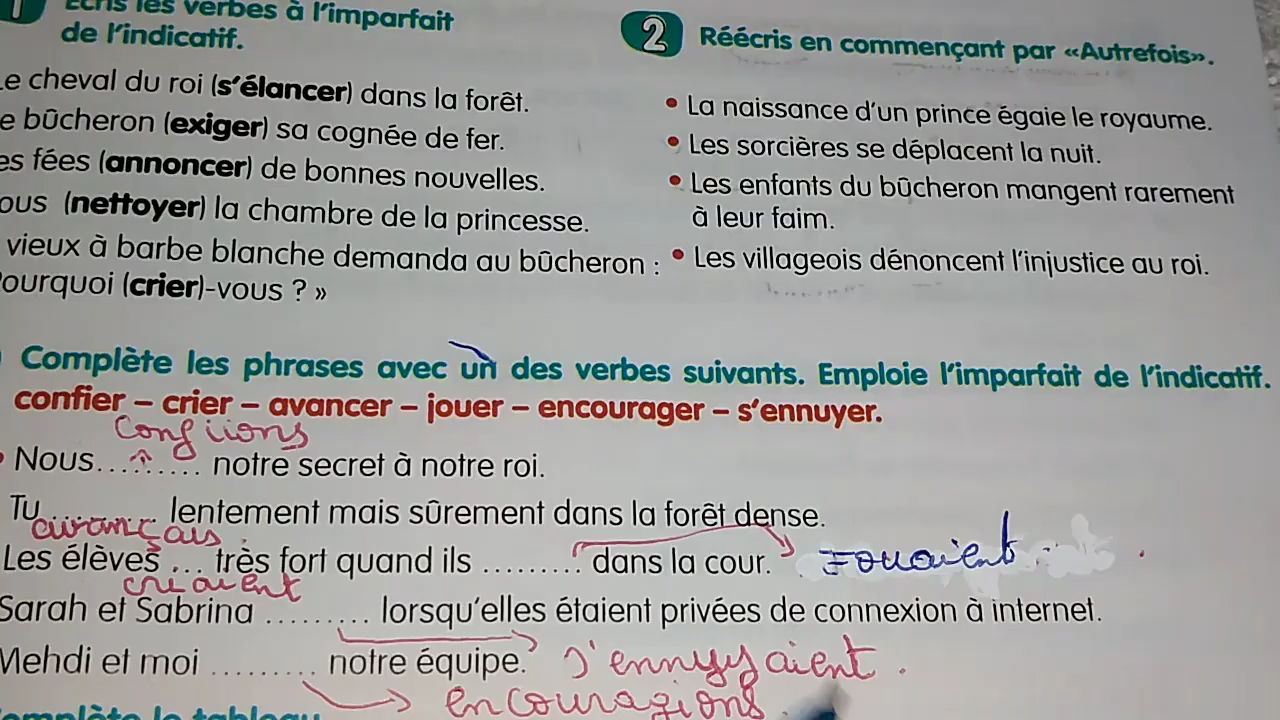 1 Écris les verbes à l'imparfait
de l'indicatif.
Le cheval du roi (s'élancer) dans la forêt.
e bûcheron (exiger) sa cognée de fer.
es fées (annoncer) de bonnes nouvelles.
ous (nettoyer) la chambre de la princesse.
vieux à barbe blanche demanda au bûcheron :
Pourquoi (crier)-vous ? »
2 Réécris en commençant par «Autrefois».
• La naissance d'un prince égaie le royaume.
• Les sorcières se déplacent la nuit.
• Les enfants du bûcheron mangent rarement
à leur faim.
• Les villageois dénoncent l'injustice au roi.
Complète les phrases avec un des verbes suivants. Emploie l'imparfait de l'indicatif.
confier – crier – avancer – jouer – encourager – s'ennuyer.
confiions
• Nous......... notre secret à notre roi.
Tu ......... lentement mais sûrement dans la forêt dense.
avançais
Les élèves ... très fort quand ils ......... dans la cour. Jouaient
criaient
Sarah et Sabrina ......... lorsqu'elles étaient privées de connexion à internet.
Mehdi et moi ......... notre équipe. S'ennuyaient.
encouragions
omplète le tableau